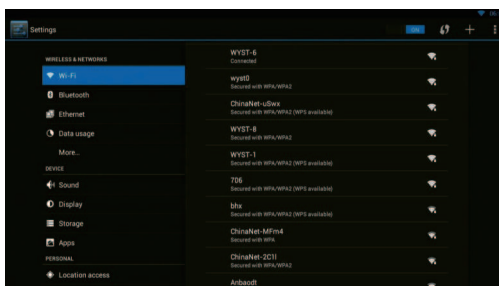 Settings
ON
WIRELESS & NETWORKS
Wi-Fi
Bluetooth
Ethernet
Data usage
More...
DEVICE
Sound
Display
Storage
Apps
PERSONAL
Location access
WYST-6
Connected
wyst0
Secured with WPA/WPA2
ChinaNet-uSwx
Secured with WPA/WPA2 (WPS available)
WYST-8
Secured with WPA/WPA2
WYST-1
Secured with WPA/WPA2 (WPS available)
706
Secured with WPA/WPA2 (WPS available)
bhx
Secured with WPA/WPA2 (WPS available)
ChinaNet-MFm4
Secured with WPA
ChinaNet-2C1l
Secured with WPA/WPA2
Anbaodt